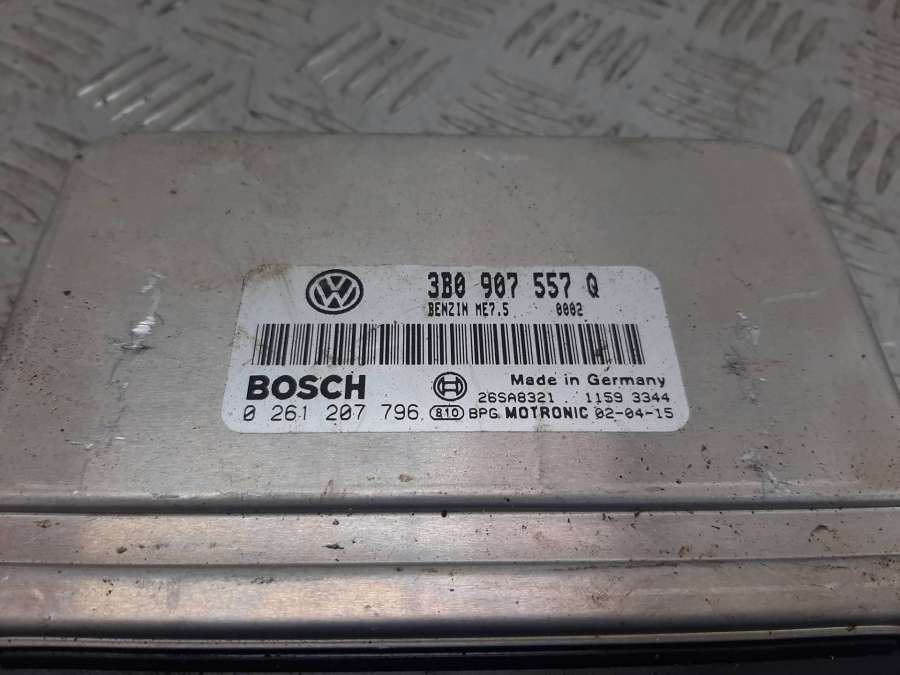 3B0 907 557 Q
BENZIN ME7.5 0002
BOSCH Made in Germany
26SA8321 1159 3344
0 261 207 796 810 BPG MOTRONIC 02-04-15